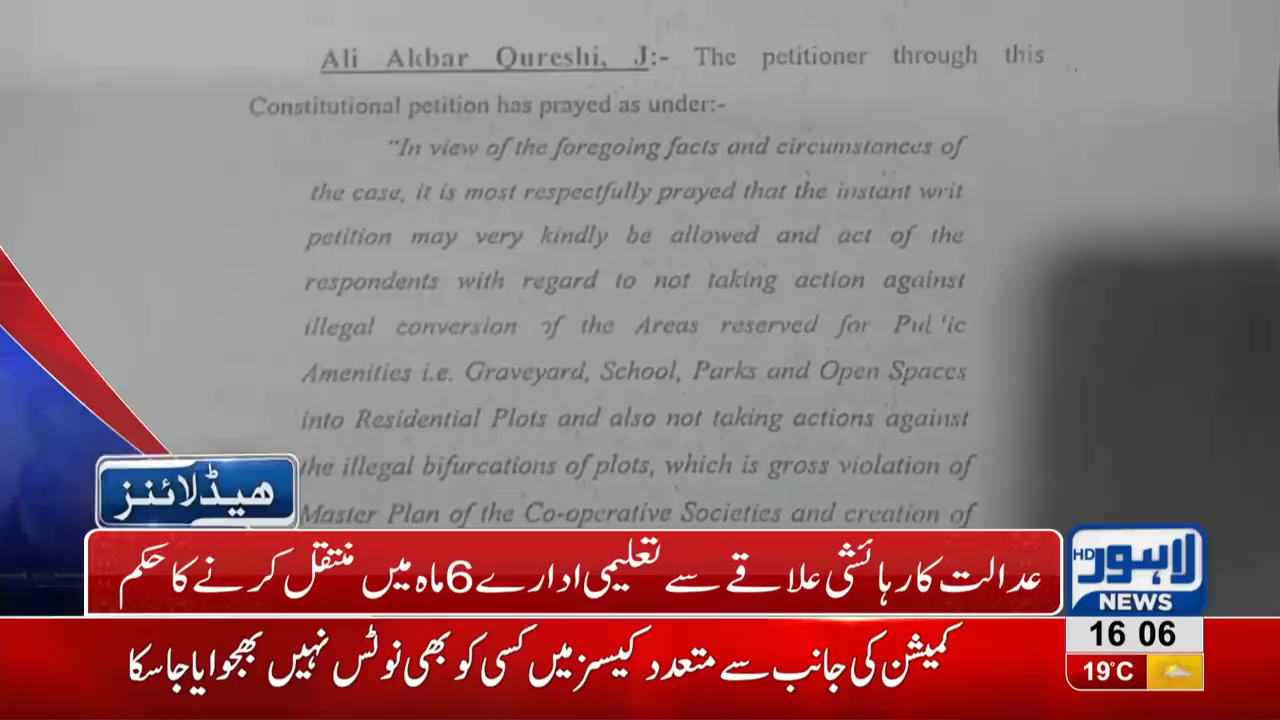 Ali Akbar Qureshi, J:- The petitioner through this
Constitutional petition has prayed as under:-
"In view of the foregoing facts and circumstances of
the case, it is most respectfully prayed that the instant writ
petition may very kindly be allowed and act of the
respondents with regard to not taking action against
illegal conversion of the Areas reserved for Pul 'ic
Amenities i.e. Graveyard, School, Parks and Open Spaces
into Residential Plots and also not taking actions against
the illegal bifurcations of plots, which is gross violation of
Master Plan of the Co-operative Societies and creation of
ھیڈلائنز
عدالت کا رہائشی علاقے سے تعلیمی ادارے 6 ماہ میں منتقل کرنے کا حکم
کمیشن کی جانب سے متعدد کیسز میں کسی کو بھی نوٹس نہیں بھجوایا جاسکا
HD لاہور
NEWS
16 06
19°C